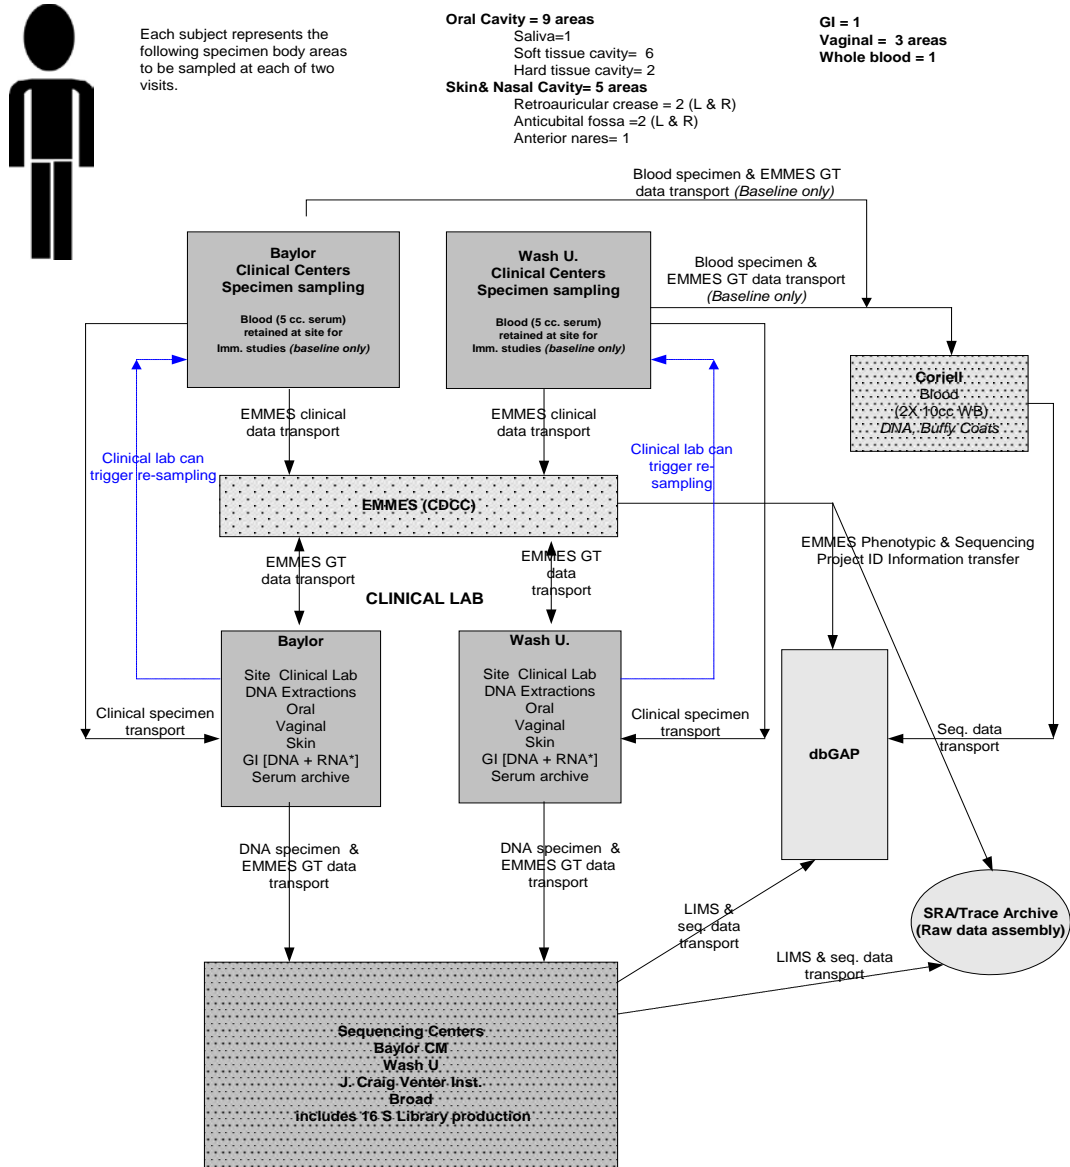 Each subject represents the
following specimen body areas
to be sampled at each of two
visits.
Oral Cavity = 9 areas
Saliva=1
Soft tissue cavity= 6
Hard tissue cavity= 2
Skin& Nasal Cavity= 5 areas
Retroauricular crease = 2 (L & R)
Anticubital fossa =2 (L & R)
Anterior nares= 1
GI = 1
Vaginal = 3 areas
Whole blood = 1
Blood specimen & EMMES GT
data transport (Baseline only)
Baylor
Clinical Centers
Specimen sampling
Blood (5 cc. serum)
retained at site for
Imm. studies (baseline only)
Wash U.
Clinical Centers
Specimen sampling
Blood (5 cc. serum)
retained at site for
Imm. studies (baseline only)
Blood specimen &
EMMES GT data transport
(Baseline only)
Coriell
Blood
(2X 10cc WB)
DNA, Buffy Coats
EMMES clinical
data transport
EMMES clinical
data transport
Clinical lab can
trigger re-sampling
Clinical lab can
trigger re-
sampling
EMMES (CDCC)
EMMES Phenotypic & Sequencing
Project ID Information transfer
EMMES GT
data transport
EMMES GT
data
transport
CLINICAL LAB
Baylor
Site Clinical Lab
DNA Extractions
Oral
Vaginal
Skin
GI [DNA + RNA*]
Serum archive
Wash U.
Site Clinical Lab
DNA Extractions
Oral
Vaginal
Skin
GI [DNA + RNA*]
Serum archive
Clinical specimen
transport
Clinical specimen
transport
dbGAP
Seq. data
transport
DNA specimen &
EMMES GT data
transport
DNA specimen &
EMMES GT data
transport
LIMS &
seq. data
transport
SRA/Trace Archive
(Raw data assembly)
LIMS & seq. data
transport
Sequencing Centers
Baylor CM
Wash U
J. Craig Venter Inst.
Broad
includes 16 S Library production